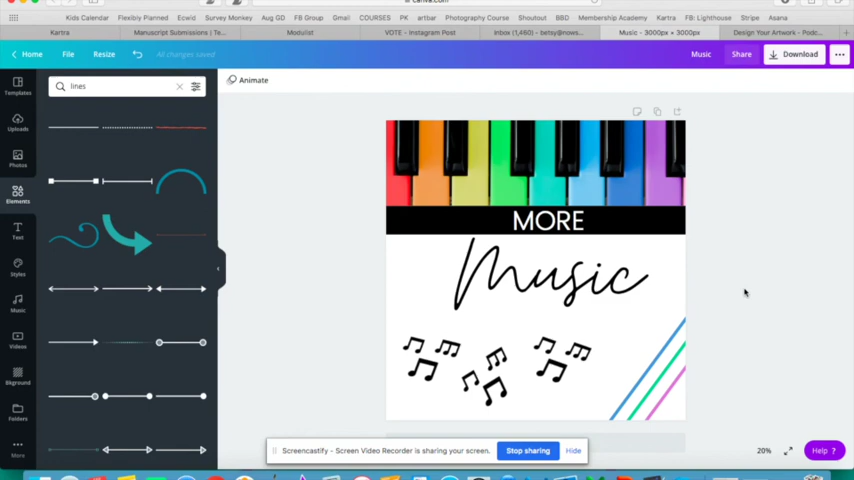 Kids Calendar Flexibly Planned Ecwid Survey Monkey Aug GD FB Group Gmail COURSES PK artbar Photography Course Shoutout BBD Membership Academy Kartra FB: Lighthouse Stripe Asana
Kartra Manuscript Submissions | Te... Modulist VOTE - Instagram Post Inbox (1,460) - betsy@nows... Music - 3000px × 3000px Design Your Artwork - Podc...
Home File Resize All changes saved Music Share Download
lines
Animate
Templates
Uploads
Photos
Elements
Text
Styles
Music
Videos
Bkground
Folders
More
MORE
Music
Screencastify - Screen Video Recorder is sharing your screen. Stop sharing Hide
20% Help ?